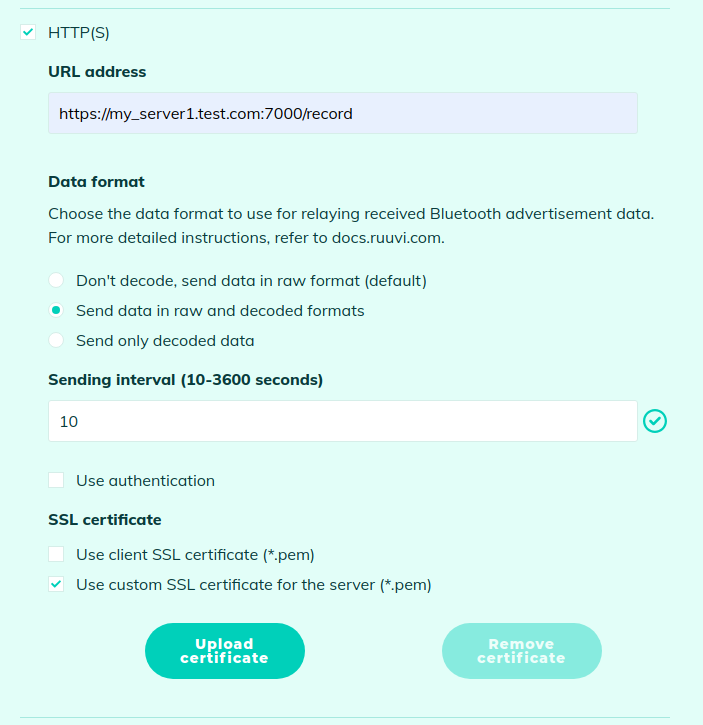 HTTP(S)
URL address
https://my_server1.test.com:7000/record
Data format
Choose the data format to use for relaying received Bluetooth advertisement data.
For more detailed instructions, refer to docs.ruuvi.com.
Don't decode, send data in raw format (default)
Send data in raw and decoded formats
Send only decoded data
Sending interval (10-3600 seconds)
10
Use authentication
SSL certificate
Use client SSL certificate (*.pem)
Use custom SSL certificate for the server (*.pem)
Upload
certificate
Remove
certificate